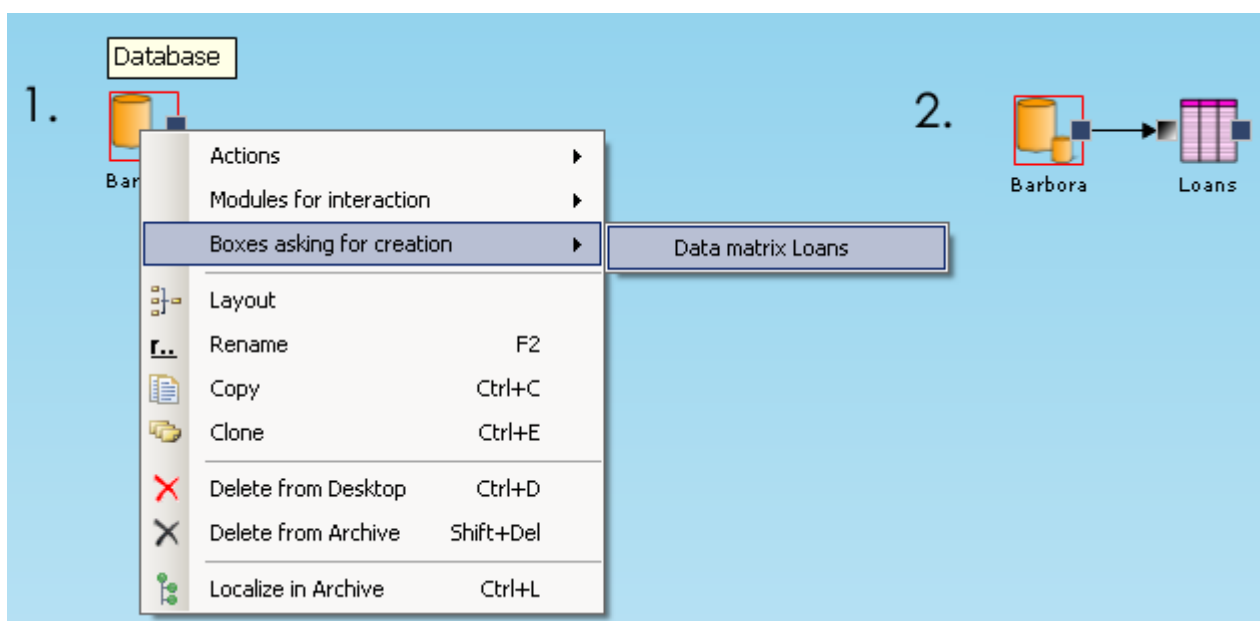 Database
1.
Bar
Actions
Modules for interaction
Boxes asking for creation
Data matrix Loans
Layout
r..
Rename F2
Copy Ctrl+C
Clone Ctrl+E
Delete from Desktop Ctrl+D
Delete from Archive Shift+Del
Localize in Archive Ctrl+L
2.
Barbora Loans